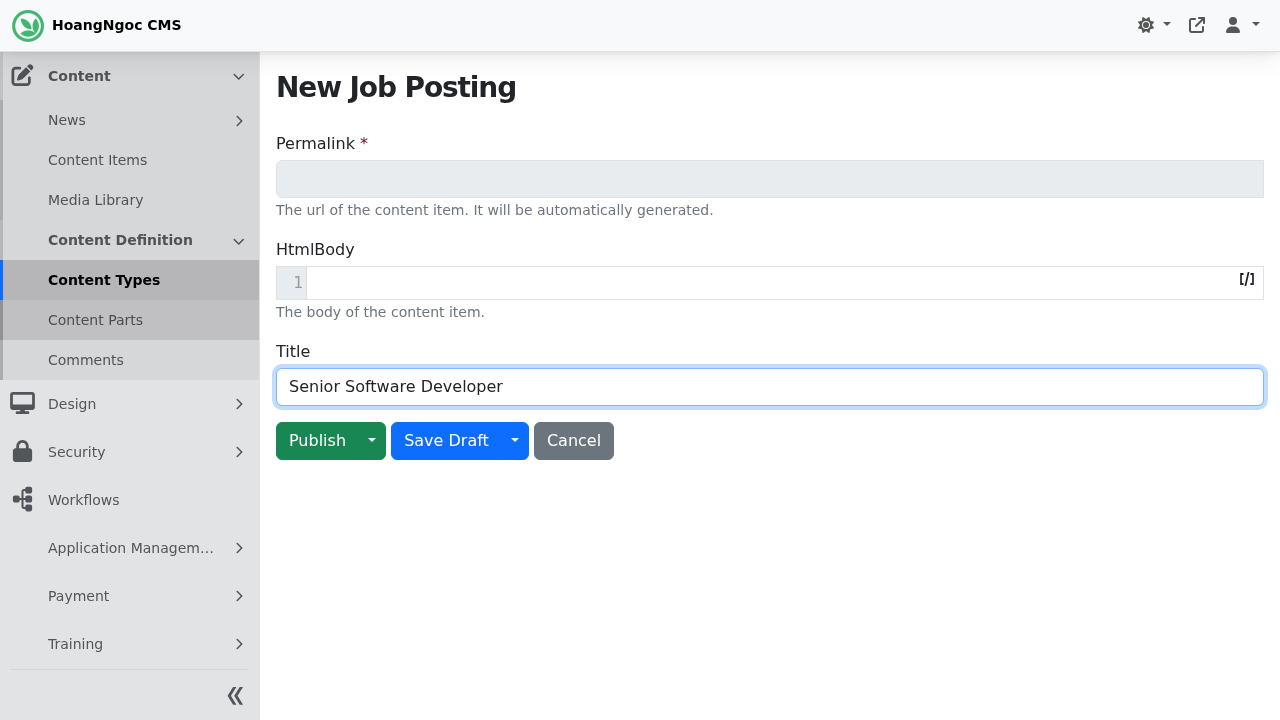 HoangNgoc CMS
Content
News
Content Items
Media Library
Content Definition
Content Types
Content Parts
Comments
Design
Security
Workflows
Application Managem…
Payment
Training
New Job Posting
Permalink *
The url of the content item. It will be automatically generated.
HtmlBody
1
[/]
The body of the content item.
Title
Senior Software Developer
Publish
Save Draft
Cancel